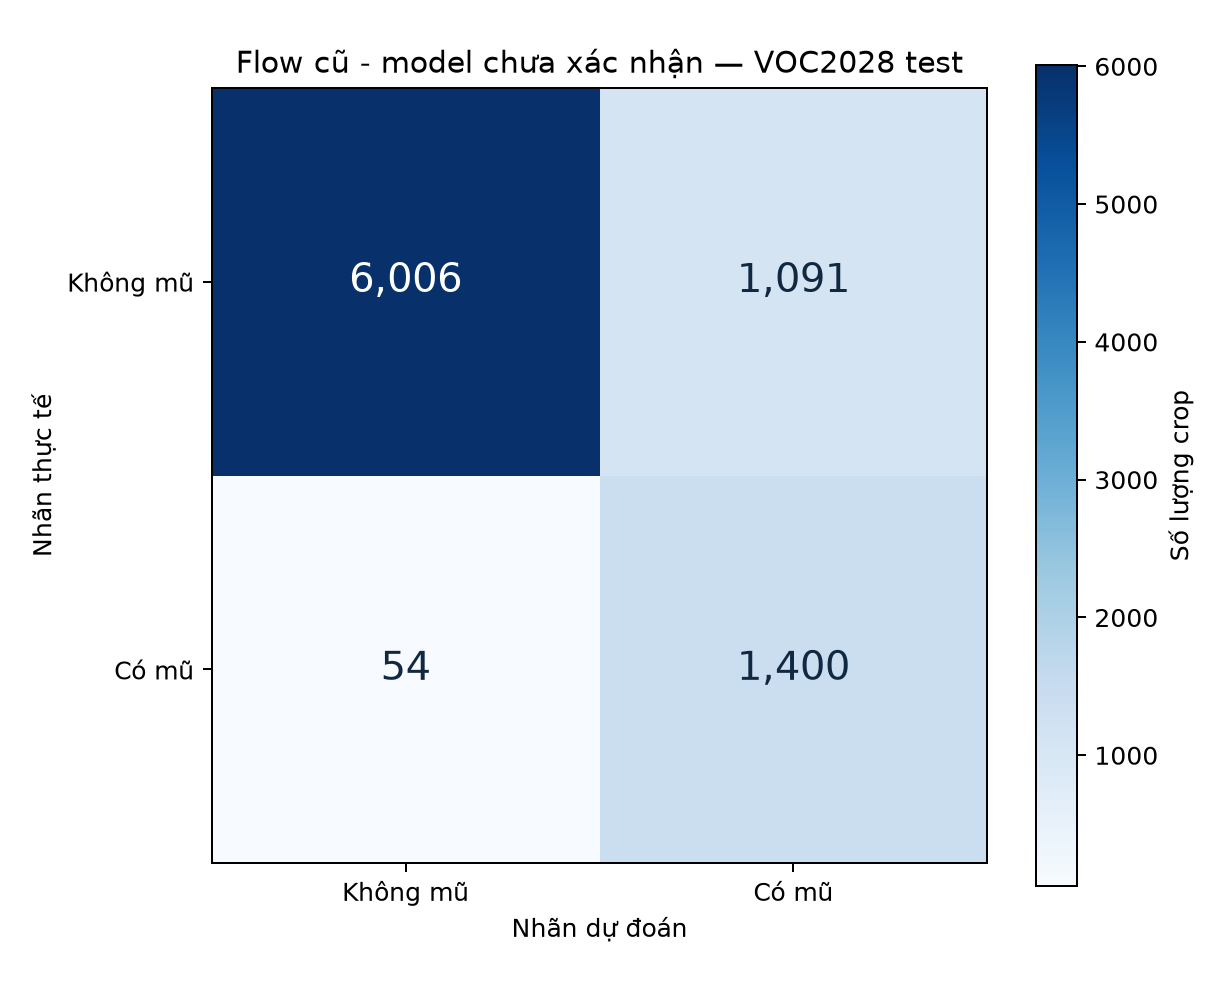 Flow cũ - model chưa xác nhận — VOC2028 test
Không mũ
Có mũ
Nhãn thực tế
6,006
1,091
54
1,400
Không mũ
Có mũ
Nhãn dự đoán
6000
5000
4000
3000
2000
1000
Số lượng crop